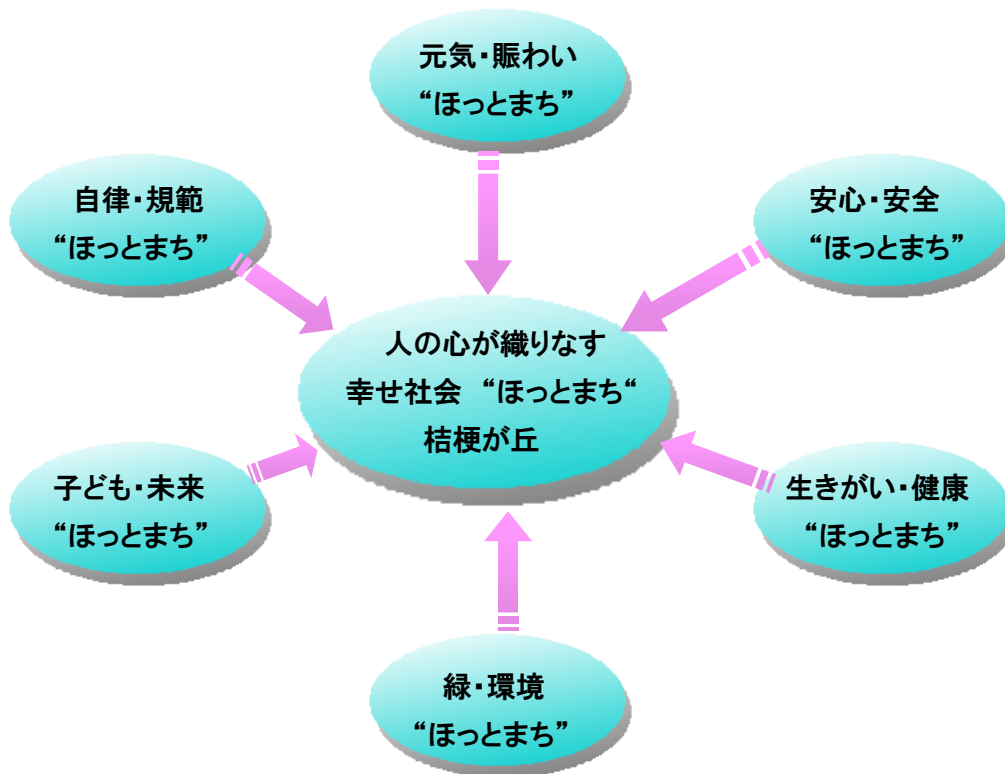 元気・賑わい
“ほっとまち”
自律・規範
“ほっとまち”
安心・安全
“ほっとまち”
人の心が織りなす
幸せ社会　“ほっとまち“
桔梗が丘
子ども・未来
“ほっとまち”
生きがい・健康
“ほっとまち”
緑・環境
“ほっとまち”